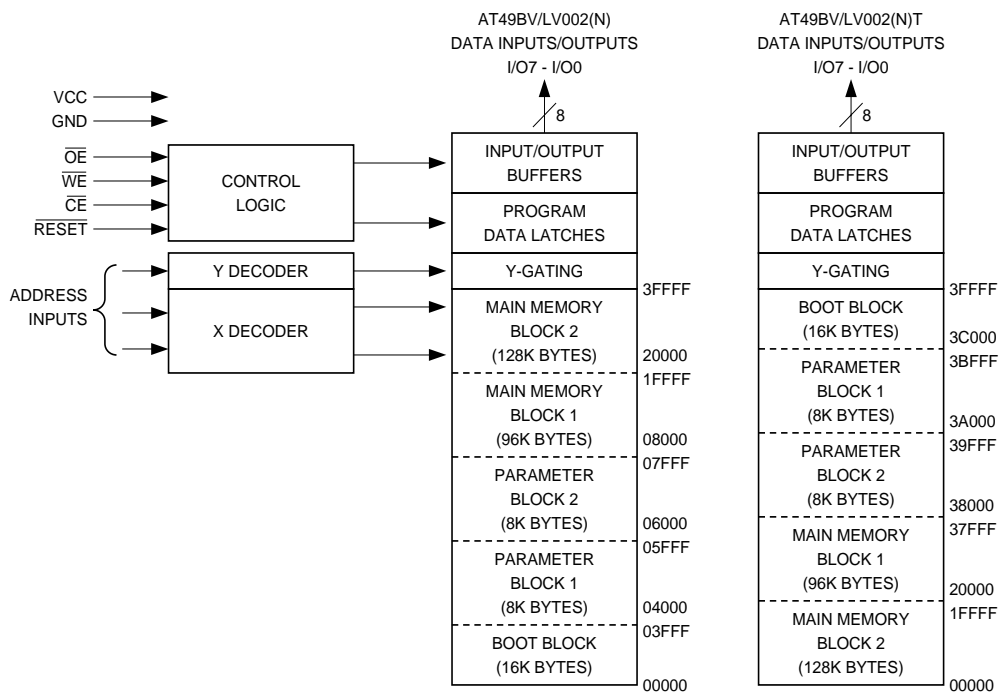 AT49BV/LV002(N)
DATA INPUTS/OUTPUTS
I/O7 - I/O0
8
AT49BV/LV002(N)T
DATA INPUTS/OUTPUTS
I/O7 - I/O0
8
VCC
GND
OE
WE
CE
RESET
ADDRESS
INPUTS
CONTROL
LOGIC
Y DECODER
X DECODER
INPUT/OUTPUT
BUFFERS
PROGRAM
DATA LATCHES
Y-GATING
3FFFF
MAIN MEMORY
BLOCK 2
(128K BYTES)
20000
1FFFF
MAIN MEMORY
BLOCK 1
(96K BYTES)
08000
07FFF
PARAMETER
BLOCK 2
(8K BYTES)
06000
05FFF
PARAMETER
BLOCK 1
(8K BYTES)
04000
03FFF
BOOT BLOCK
(16K BYTES)
00000
INPUT/OUTPUT
BUFFERS
PROGRAM
DATA LATCHES
Y-GATING
3FFFF
BOOT BLOCK
(16K BYTES)
3C000
3BFFF
PARAMETER
BLOCK 1
(8K BYTES)
3A000
39FFF
PARAMETER
BLOCK 2
(8K BYTES)
38000
37FFF
MAIN MEMORY
BLOCK 1
(96K BYTES)
20000
1FFFF
MAIN MEMORY
BLOCK 2
(128K BYTES)
00000